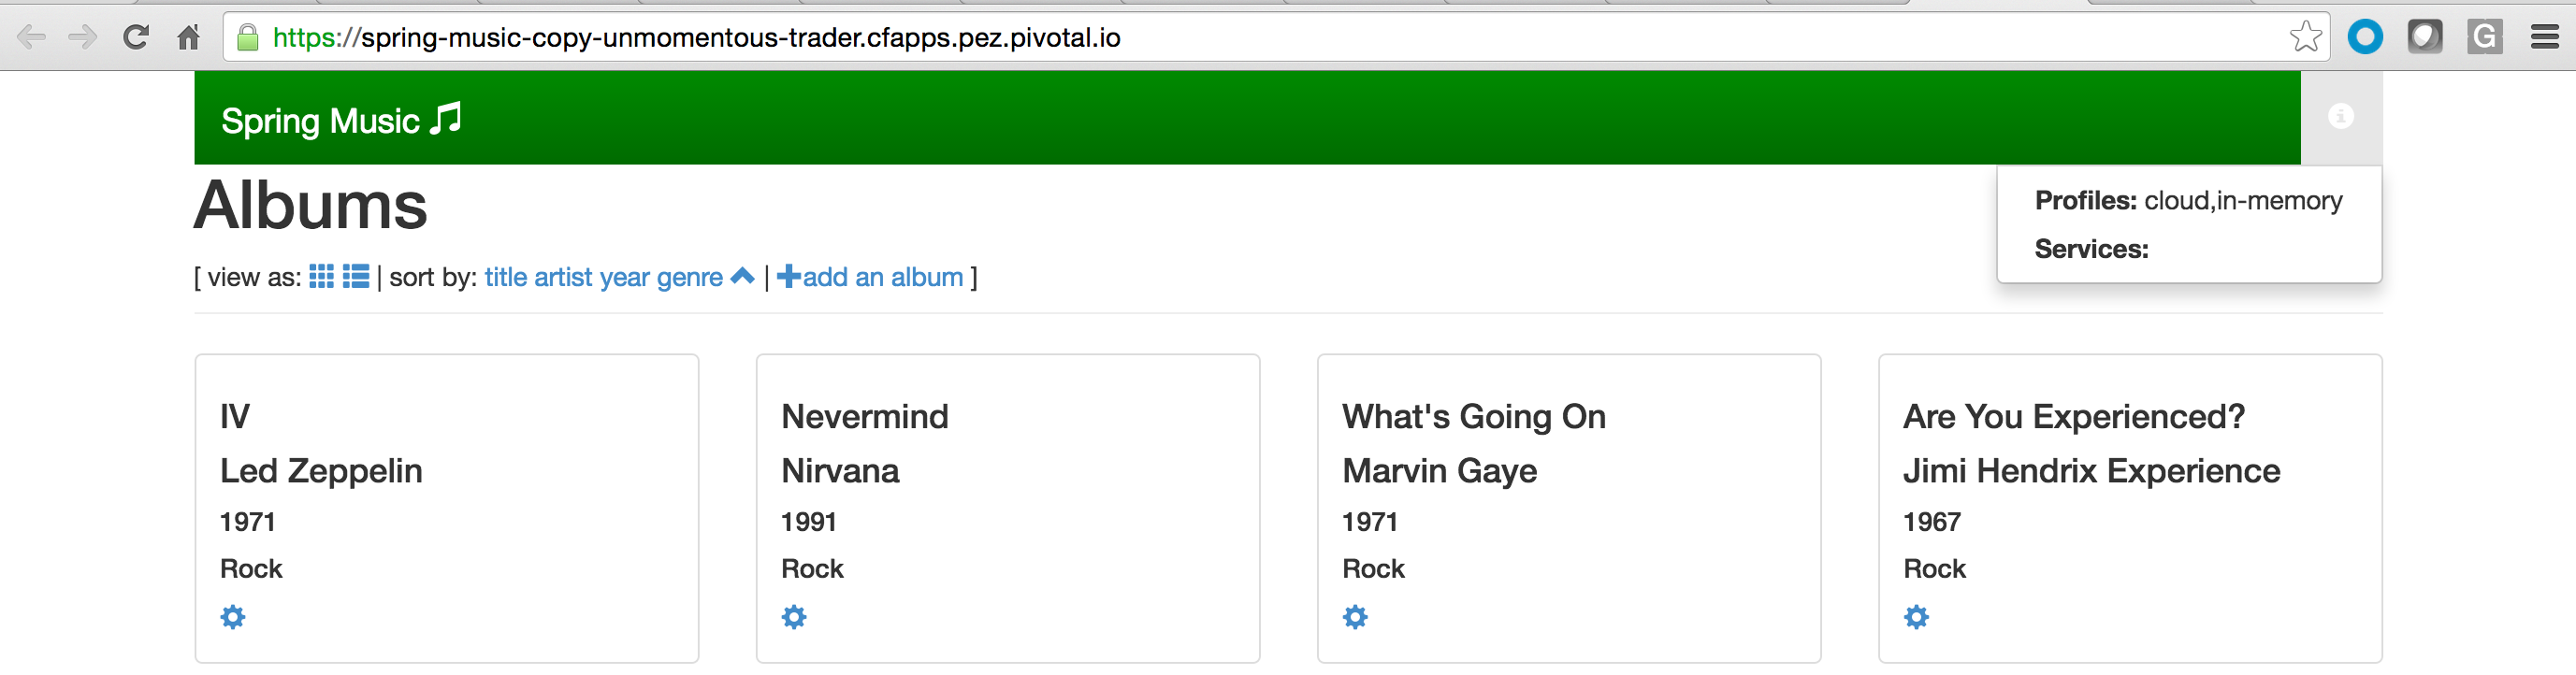 https://spring-music-copy-unmomentous-trader.cfapps.pez.pivotal.io
G
Spring Music
Profiles: cloud,in-memory
Services:
Albums
[ view as: | sort by: title artist year genre | add an album ]
IV
Led Zeppelin
1971
Rock
Nevermind
Nirvana
1991
Rock
What's Going On
Marvin Gaye
1971
Rock
Are You Experienced?
Jimi Hendrix Experience
1967
Rock